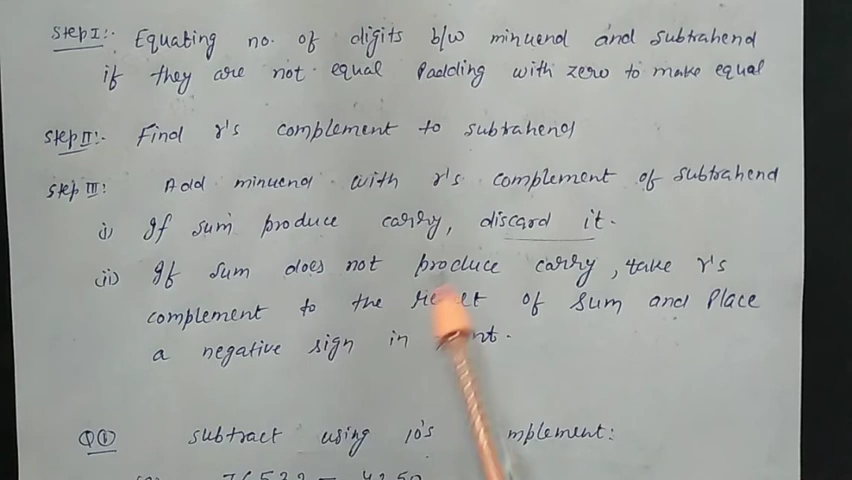 Step I:- Equating no. of digits b/w minuend and subtrahend
if they are not equal Padding with zero to make equal
Step II:- Find r's complement to subtrahend
Step III: Add minuend with r's complement of subtrahend
i) If sum produce carry, discard it.
ii) If sum does not produce carry, take r's
complement to the of sum and Place
a negative sign in
Q① subtract using 10's mplement: